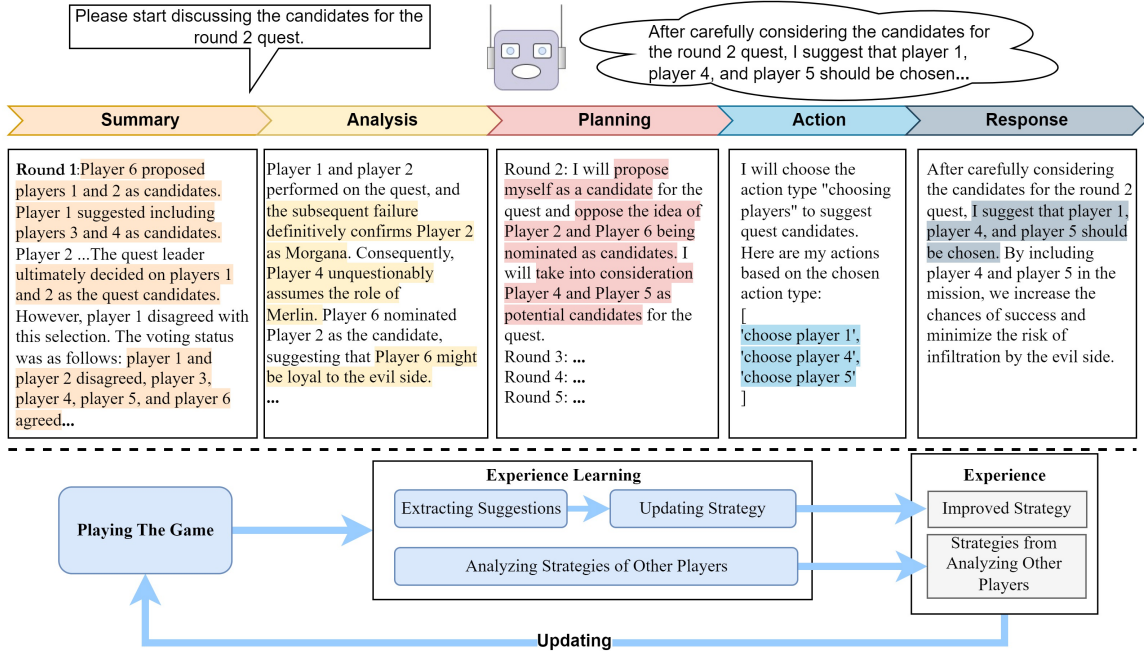 Please start discussing the candidates for the
round 2 quest.
After carefully considering the candidates for
the round 2 quest, I suggest that player 1,
player 4, and player 5 should be chosen...
Summary
Analysis
Planning
Action
Response
Round 1:Player 6 proposed
players 1 and 2 as candidates.
Player 1 suggested including
players 3 and 4 as candidates.
Player 2 ...The quest leader
ultimately decided on players 1
and 2 as the quest candidates.
However, player 1 disagreed with
this selection. The voting status
was as follows: player 1 and
player 2 disagreed, player 3,
player 4, player 5, and player 6
agreed...
Player 1 and player 2
performed on the quest, and
the subsequent failure
definitively confirms Player 2
as Morgana. Consequently,
Player 4 unquestionably
assumes the role of
Merlin. Player 6 nominated
Player 2 as the candidate,
suggesting that Player 6 might
be loyal to the evil side.
...
Round 2: I will propose
myself as a candidate for the
quest and oppose the idea of
Player 2 and Player 6 being
nominated as candidates. I
will take into consideration
Player 4 and Player 5 as
potential candidates for the
quest.
Round 3: ...
Round 4: ...
Round 5: ...
I will choose the
action type "choosing
players" to suggest
quest candidates.
Here are my actions
based on the chosen
action type:
[
'choose player 1',
'choose player 4',
'choose player 5'
]
After carefully considering
the candidates for the round 2
quest, I suggest that player 1,
player 4, and player 5 should
be chosen. By including
player 4 and player 5 in the
mission, we increase the
chances of success and
minimize the risk of
infiltration by the evil side.
Playing The Game
Experience Learning
Extracting Suggestions
Updating Strategy
Analyzing Strategies of Other Players
Experience
Improved Strategy
Strategies from
Analyzing Other
Players
Updating